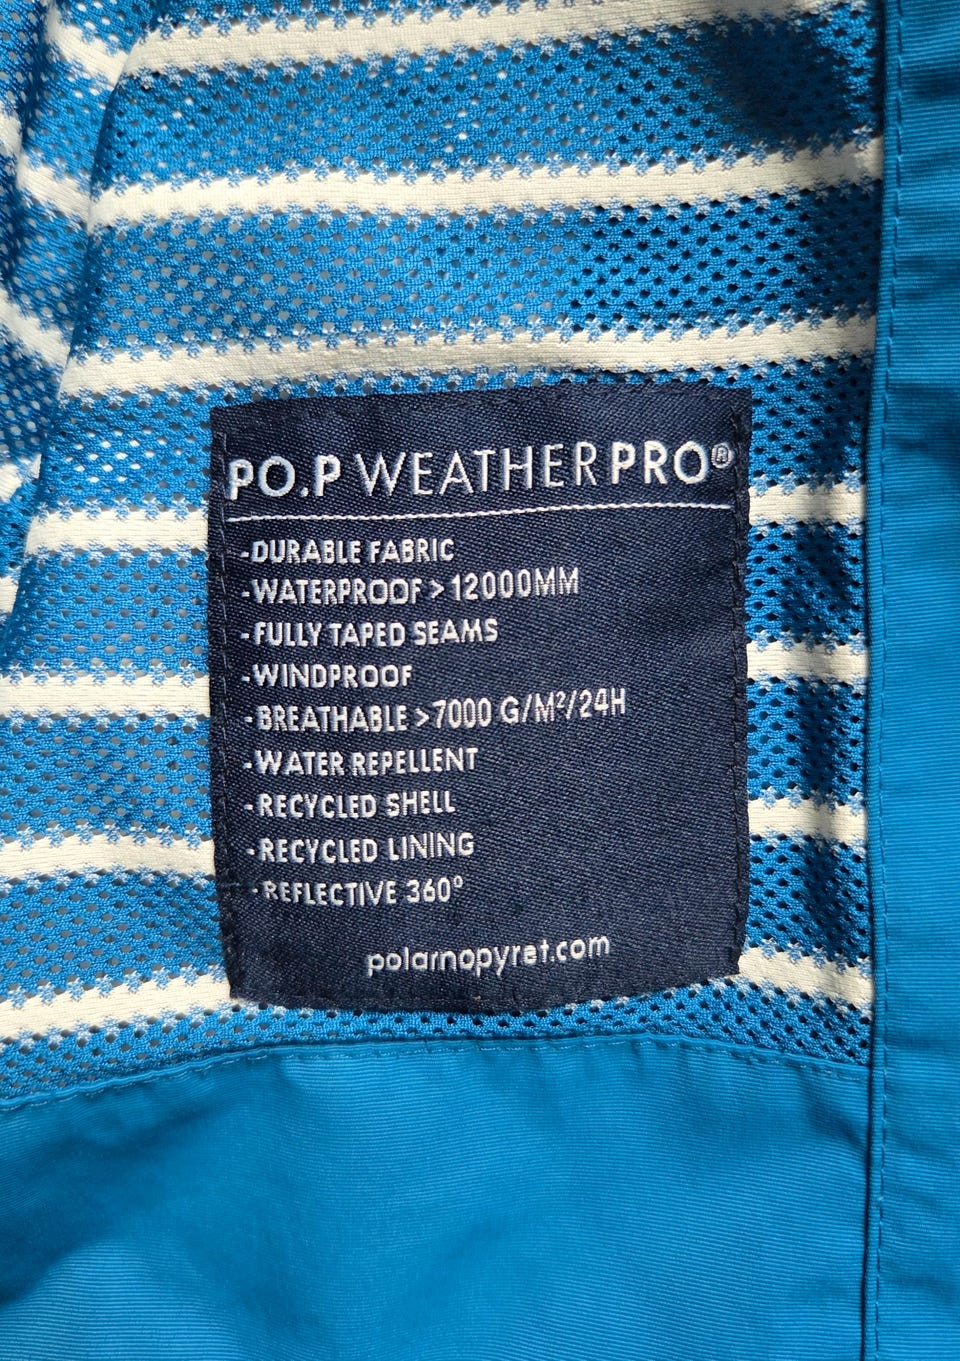 PO.P WEATHERPRO®
-DURABLE FABRIC
-WATERPROOF > 12000MM
-FULLY TAPED SEAMS
-WINDPROOF
-BREATHABLE > 7000 G/M²/24H
-WATER REPELLENT
-RECYCLED SHELL
-RECYCLED LINING
-REFLECTIVE 360°
polarnopyret.com